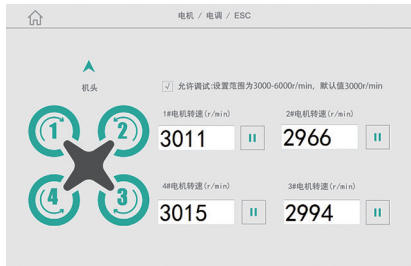 电机 / 电调 / ESC
机头
允许调试:设置范围为3000-6000r/min, 默认值3000r/min
1#电机转速(r/min)
2#电机转速(r/min)
1
2
3011
2966
4#电机转速(r/min)
3#电机转速(r/min)
4
3
3015
2994